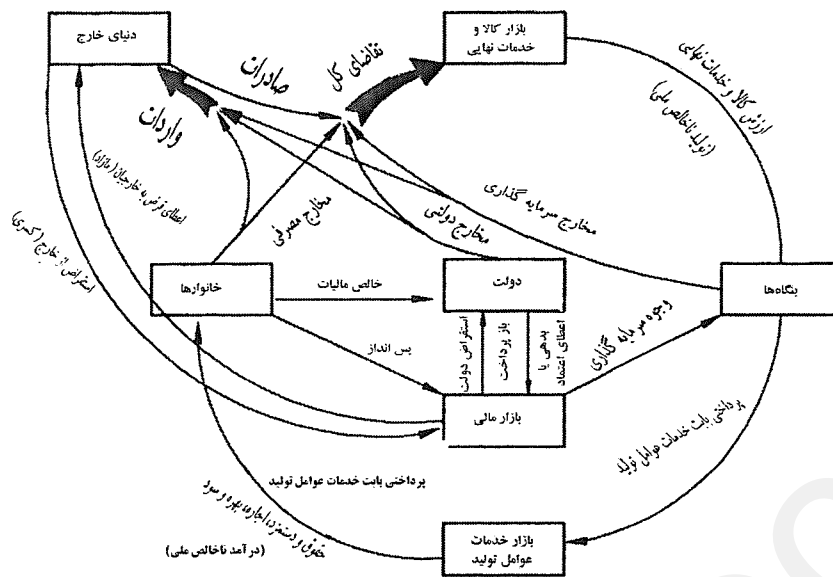 دنیای خارج
بازار کالا و
خدمات نهایی
صادرات
تقاضای کل
واردات
ارزش کالا و خدمات نهایی
(تولید ناخالص ملی)
اعطای قرض به خارجیان (مازاد)
استقراض از خارج (کسری)
مخارج مصرفی
مخارج دولتی
مخارج سرمایه گذاری
خانوارها
خالص مالیات
دولت
بنگاه‌ها
پس انداز
استقراض دولت
باز پرداخت
بدهی یا
اعطای اعتماد
وجوه سرمایه گذاری
بازار مالی
پرداختی بابت خدمات عوامل تولید
پرداختی بابت خدمات عوامل تولید
حقوق و دستمزد، اجاره، بهره و سود
(درآمد ناخالص ملی)
بازار خدمات
عوامل تولید